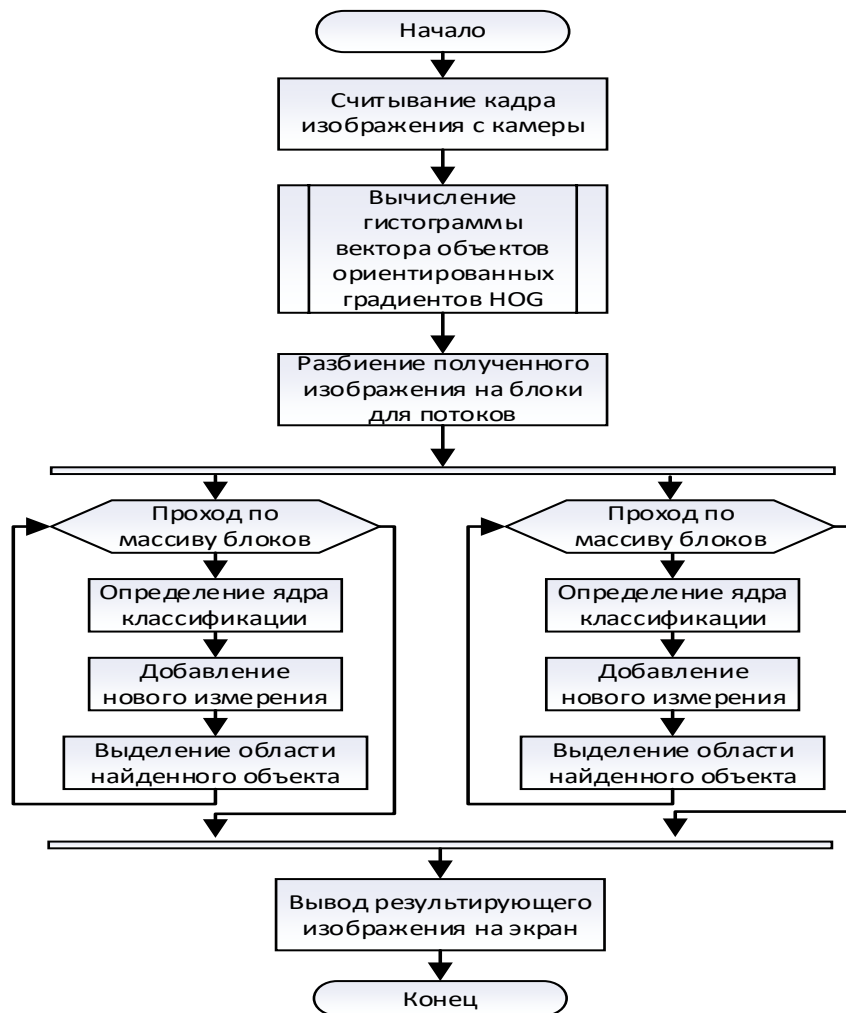 Начало
Считывание кадра
изображения с камеры
Вычисление
гистограммы
вектора объектов
ориентированных
градиентов HOG
Разбиение полученного
изображения на блоки
для потоков
Проход по
массиву блоков
Определение ядра
классификации
Добавление
нового измерения
Выделение области
найденного объекта
Проход по
массиву блоков
Определение ядра
классификации
Добавление
нового измерения
Выделение области
найденного объекта
Вывод результирующего
изображения на экран
Конец